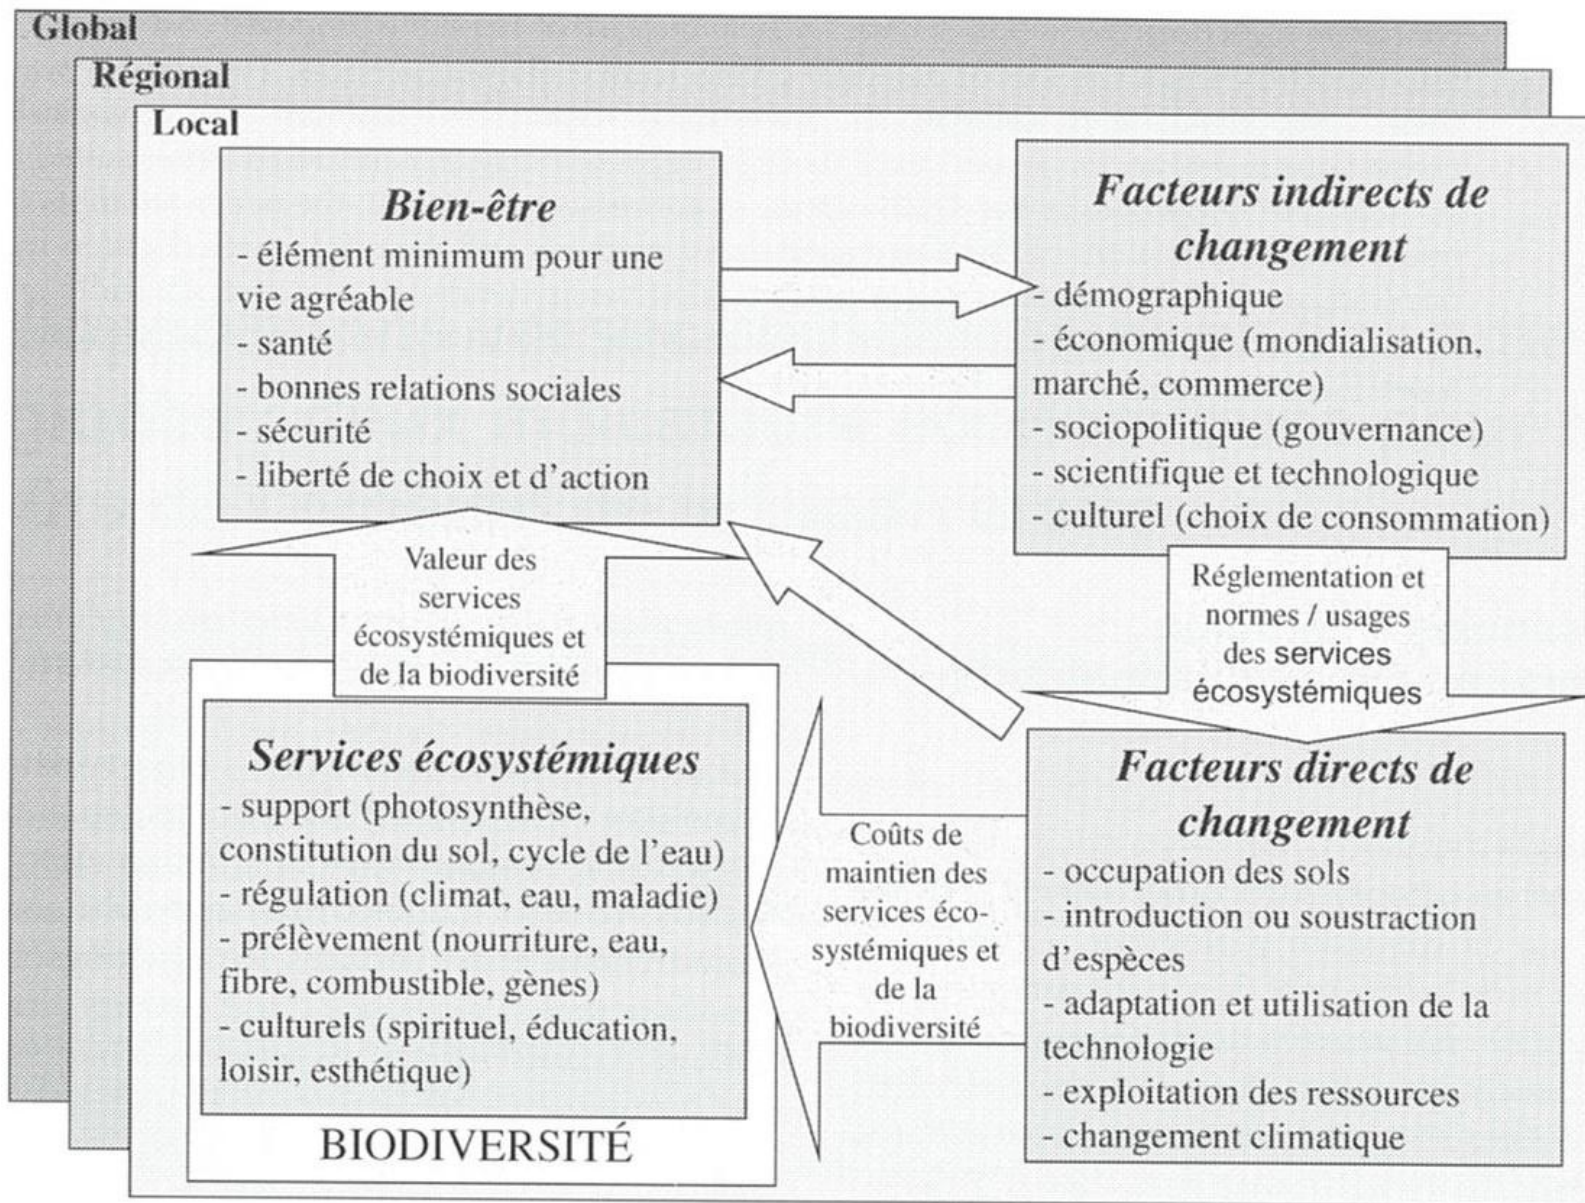 Global
Régional
Local
Bien-être
- élément minimum pour une
vie agréable
- santé
- bonnes relations sociales
- sécurité
- liberté de choix et d'action
Facteurs indirects de
changement
- démographique
- économique (mondialisation,
marché, commerce)
- sociopolitique (gouvernance)
- scientifique et technologique
- culturel (choix de consommation)
Valeur des
services
écosystémiques et
de la biodiversité
Réglementation et
normes / usages
des services
écosystémiques
Services écosystémiques
- support (photosynthèse,
constitution du sol, cycle de l'eau)
- régulation (climat, eau, maladie)
- prélèvement (nourriture, eau,
fibre, combustible, gènes)
- culturels (spirituel, éducation,
loisir, esthétique)
BIODIVERSITÉ
Coûts de
maintien des
services éco-
systémiques et
de la
biodiversité
Facteurs directs de
changement
- occupation des sols
- introduction ou soustraction
d'espèces
- adaptation et utilisation de la
technologie
- exploitation des ressources
- changement climatique